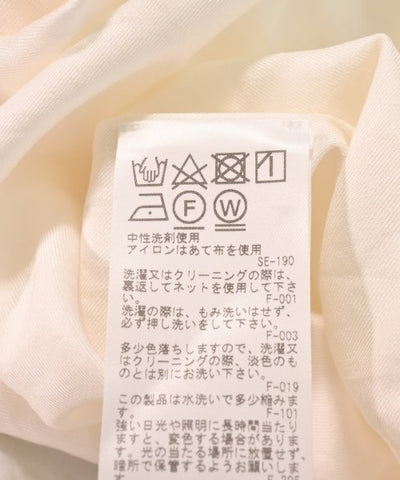 F W
中性洗剤使用
アイロンはあて布を使用
SE-190
洗濯又はクリーニングの際は、
裏返してネットを使用して下さ
い。
F-001
洗濯の際は、もみ洗いはせず、
必ず押し洗いをして下さい。
F-003
多少色落ちしますので、洗濯
又はクリーニングの際、淡色のも
のとは別にお洗い下さい。
F-019
この製品は水洗いで多少縮みま
す。
F-101
強い日光や照明に長時間当たり
ますと、変色する場合がありま
す。光の当たる場所に放置せず、
暗所で保管するようお願いしま
す。
F-205